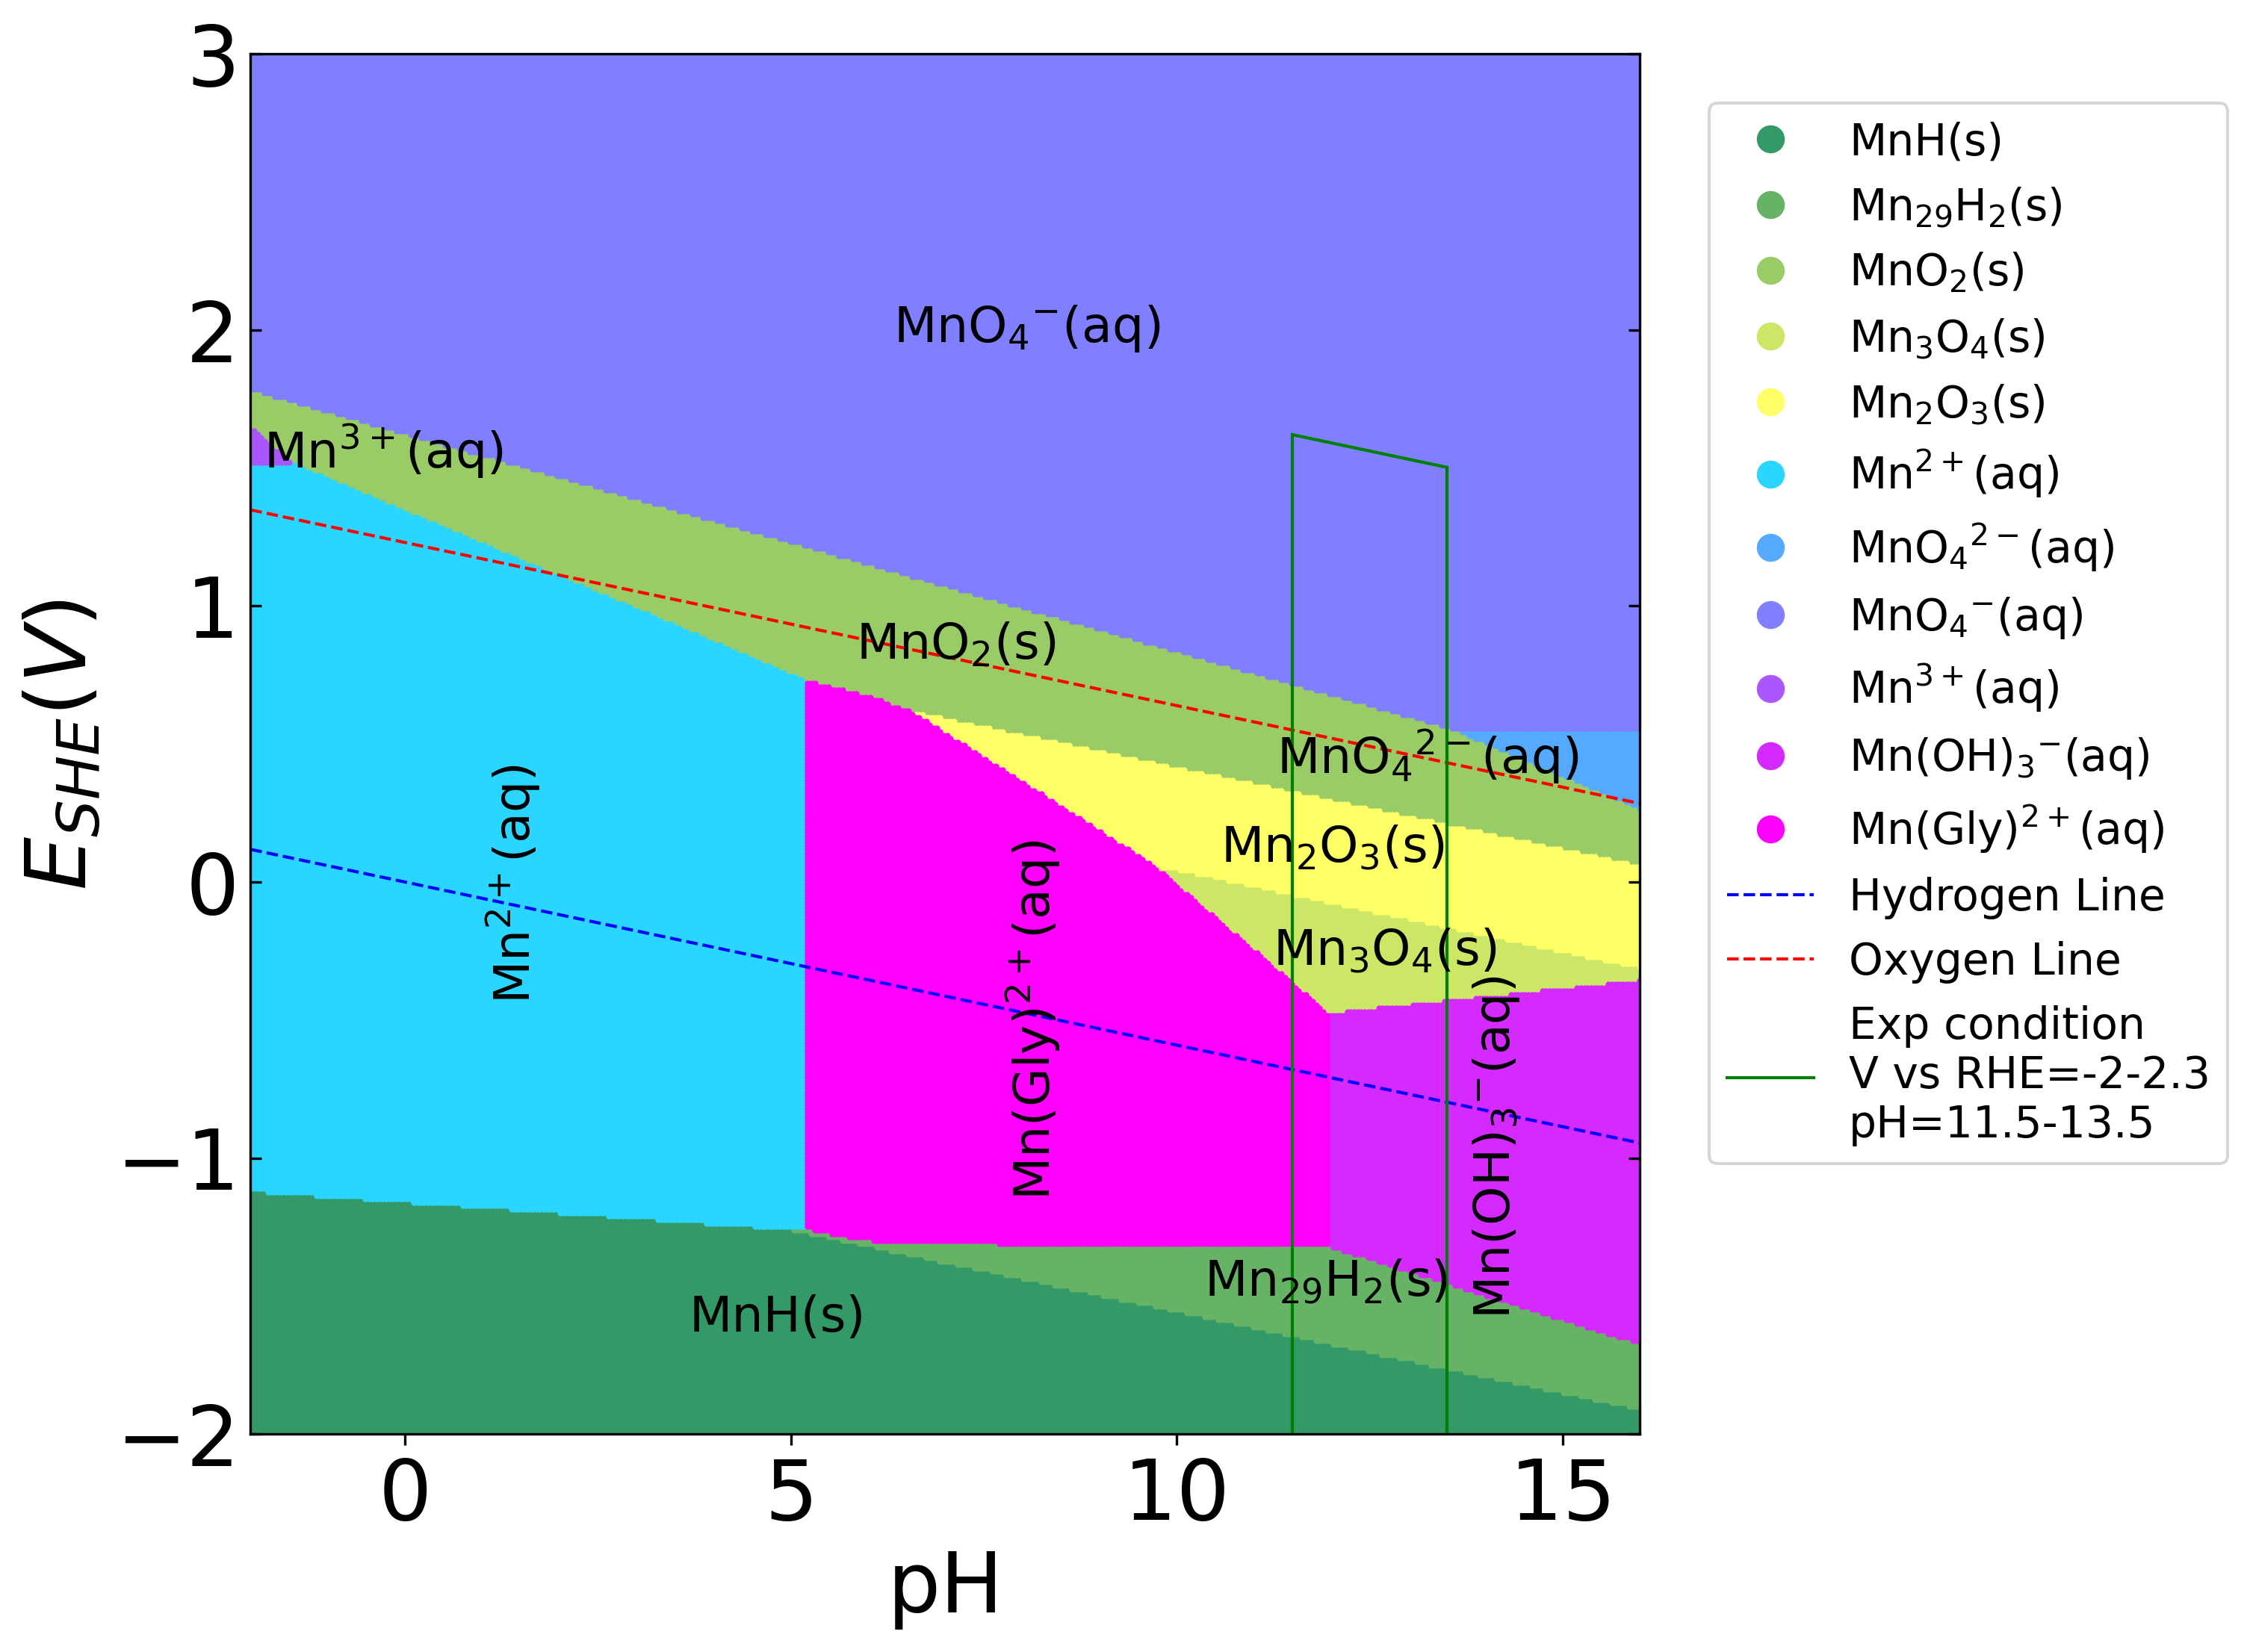 3
2
1
0
−1
−2
0 5 10 15
E_SHE(V)
pH
MnO₄⁻(aq)
Mn³⁺(aq)
MnO₂(s)
MnO₄²⁻(aq)
Mn₂O₃(s)
Mn₃O₄(s)
Mn²⁺(aq)
Mn(Gly)²⁺(aq)
Mn(OH)₃⁻(aq)
Mn₂₉H₂(s)
MnH(s)
MnH(s)
Mn₂₉H₂(s)
MnO₂(s)
Mn₃O₄(s)
Mn₂O₃(s)
Mn²⁺(aq)
MnO₄²⁻(aq)
MnO₄⁻(aq)
Mn³⁺(aq)
Mn(OH)₃⁻(aq)
Mn(Gly)²⁺(aq)
Hydrogen Line
Oxygen Line
Exp condition
V vs RHE=-2-2.3
pH=11.5-13.5